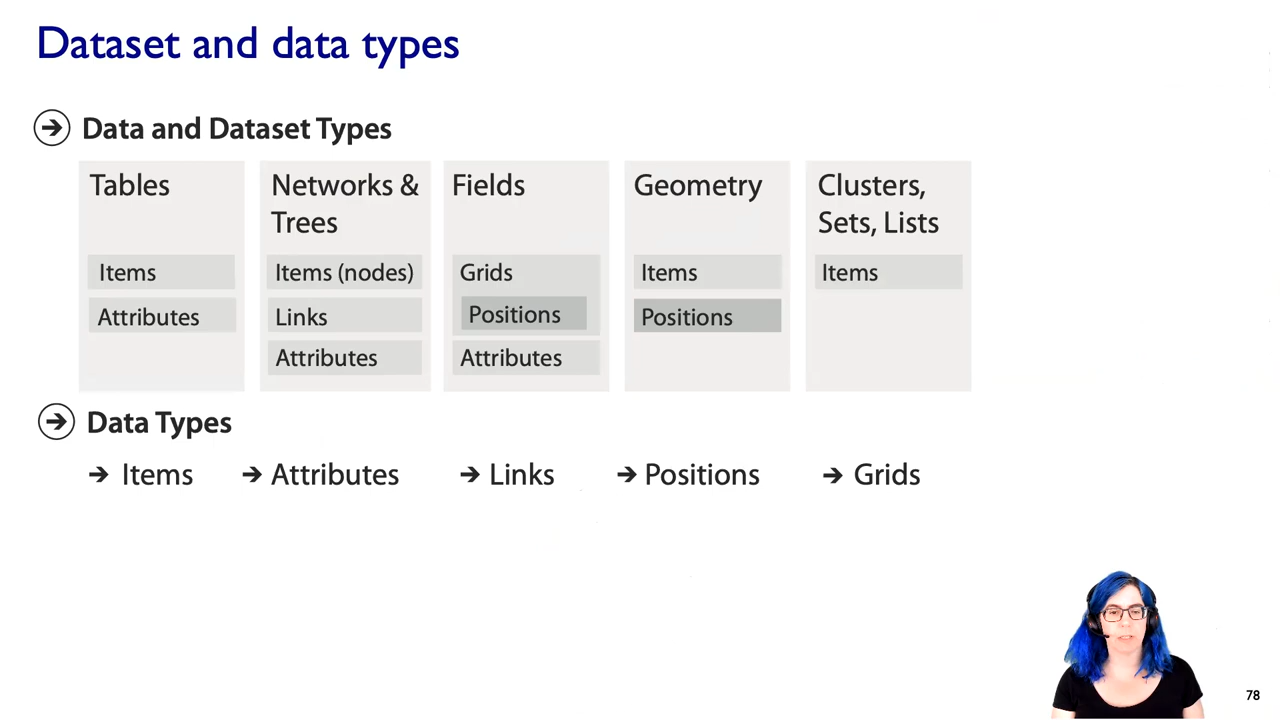 Dataset and data types
Data and Dataset Types
Tables
Items
Attributes
Networks &
Trees
Items (nodes)
Links
Attributes
Fields
Grids
Positions
Attributes
Geometry
Items
Positions
Clusters,
Sets, Lists
Items
Data Types
→ Items → Attributes → Links → Positions → Grids
78